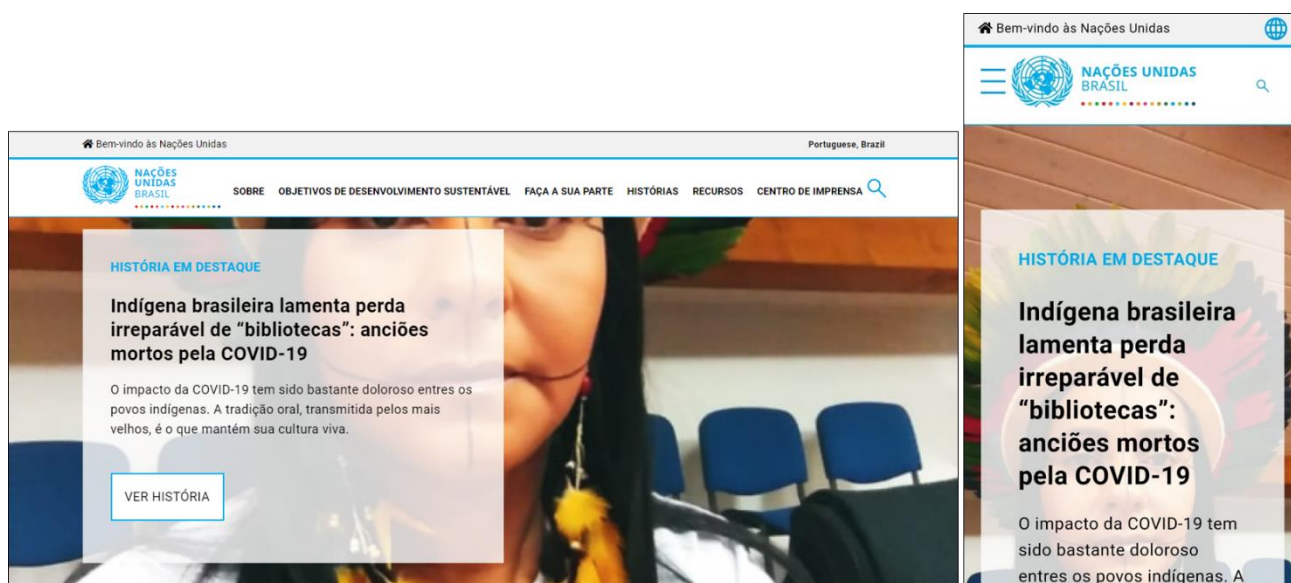 Bem-vindo às Nações Unidas
Portuguese, Brazil
NAÇÕES
UNIDAS
BRASIL
SOBRE OBJETIVOS DE DESENVOLVIMENTO SUSTENTÁVEL FAÇA A SUA PARTE HISTÓRIAS RECURSOS CENTRO DE IMPRENSA
HISTÓRIA EM DESTAQUE
Indígena brasileira lamenta perda
irreparável de “bibliotecas”: anciões
mortos pela COVID-19
O impacto da COVID-19 tem sido bastante doloroso entres os
povos indígenas. A tradição oral, transmitida pelos mais
velhos, é o que mantém sua cultura viva.
VER HISTÓRIA
Bem-vindo às Nações Unidas
NAÇÕES UNIDAS
BRASIL
HISTÓRIA EM DESTAQUE
Indígena brasileira
lamenta perda
irreparável de
“bibliotecas”:
anciões mortos
pela COVID-19
O impacto da COVID-19 tem
sido bastante doloroso
entres os povos indígenas. A